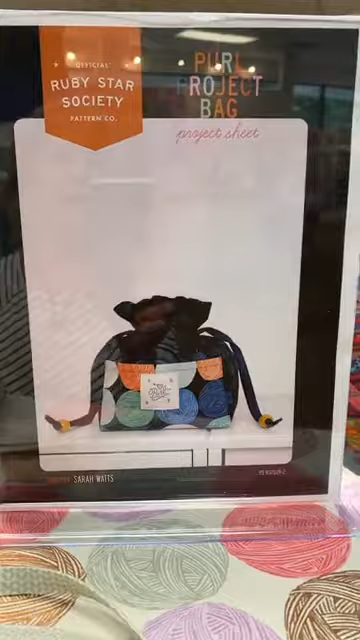 OFFICIAL
RUBY STAR
SOCIETY
PATTERN CO.
PURL
PROJECT
BAG
project sheet
SARAH WATTS